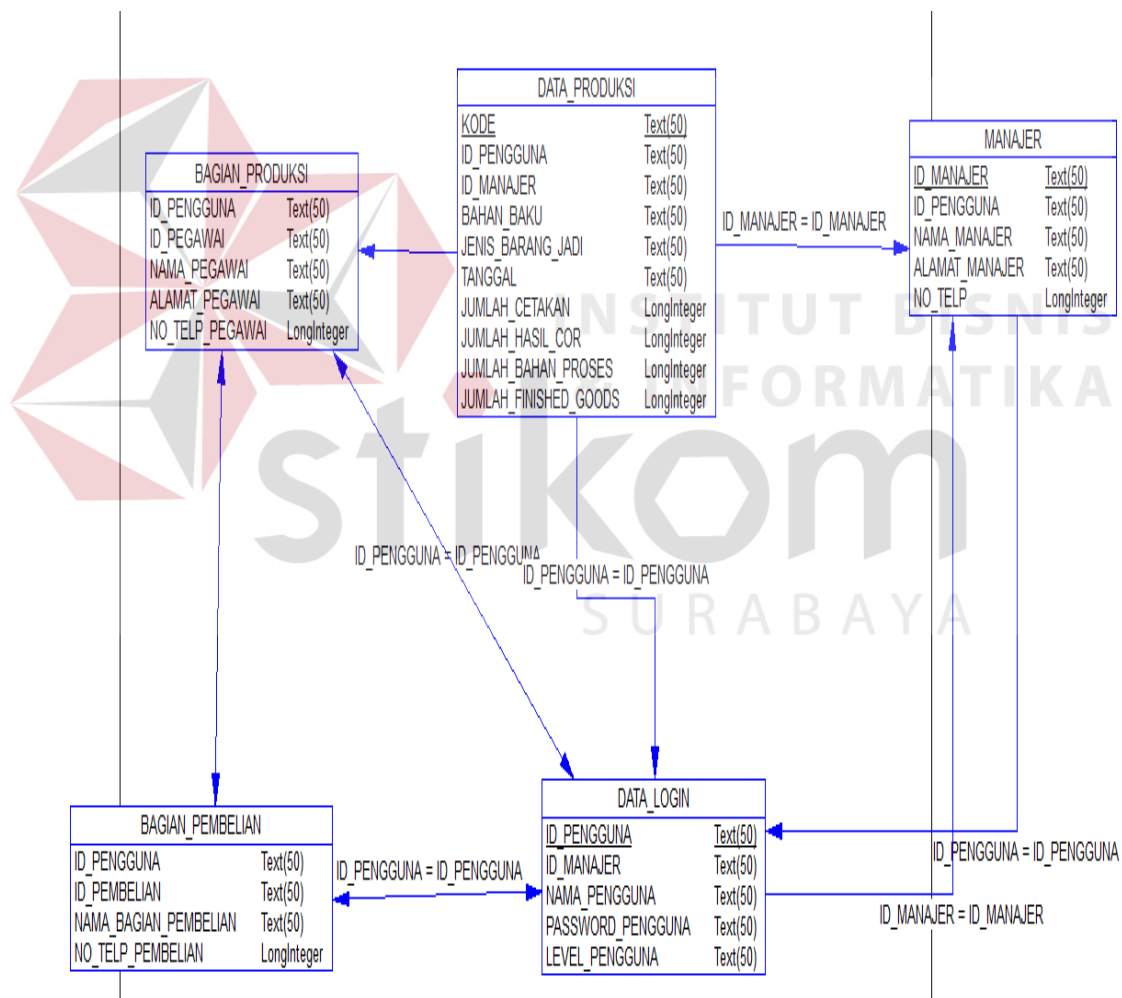 DATA_PRODUKSI
KODE Text(50)
ID_PENGGUNA Text(50)
ID_MANAJER Text(50)
BAHAN_BAKU Text(50)
JENIS_BARANG_JADI Text(50)
TANGGAL Text(50)
JUMLAH_CETAKAN LongInteger
JUMLAH_HASIL_COR LongInteger
JUMLAH_BAHAN_PROSES LongInteger
JUMLAH_FINISHED_GOODS LongInteger
MANAJER
ID_MANAJER Text(50)
ID_PENGGUNA Text(50)
NAMA_MANAJER Text(50)
ALAMAT_MANAJER Text(50)
NO_TELP LongInteger
BAGIAN_PRODUKSI
ID_PENGGUNA Text(50)
ID_PEGAWAI Text(50)
NAMA_PEGAWAI Text(50)
ALAMAT_PEGAWAI Text(50)
NO_TELP_PEGAWAI LongInteger
ID_MANAJER = ID_MANAJER
INSTITUT BISNIS
& INFORMATIKA
stikom
SURABAYA
ID_PENGGUNA = ID_PENGGUNA
ID_PENGGUNA = ID_PENGGUNA
BAGIAN_PEMBELIAN
ID_PENGGUNA Text(50)
ID_PEMBELIAN Text(50)
NAMA_BAGIAN_PEMBELIAN Text(50)
NO_TELP_PEMBELIAN LongInteger
ID_PENGGUNA = ID_PENGGUNA
DATA_LOGIN
ID_PENGGUNA Text(50)
ID_MANAJER Text(50)
NAMA_PENGGUNA Text(50)
PASSWORD_PENGGUNA Text(50)
LEVEL_PENGGUNA Text(50)
ID_PENGGUNA = ID_PENGGUNA
ID_MANAJER = ID_MANAJER